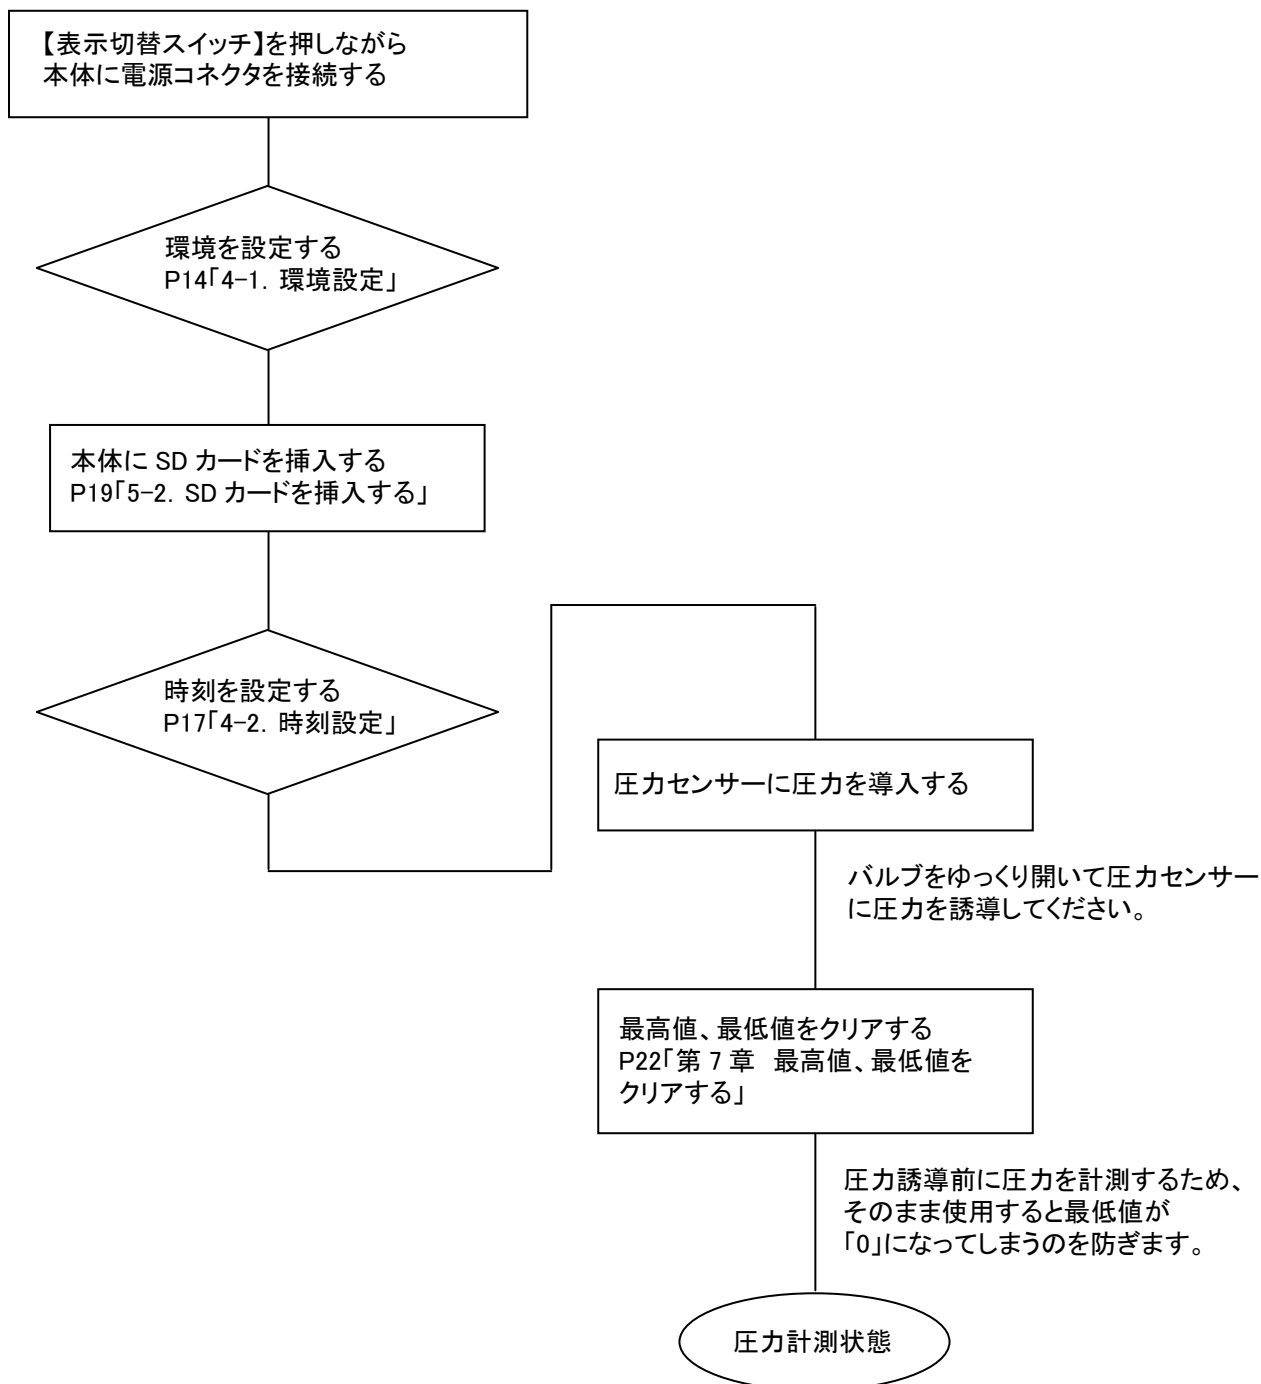 【表示切替スイッチ】を押しながら
本体に電源コネクタを接続する
環境を設定する
P14「4-1. 環境設定」
本体に SD カードを挿入する
P19「5-2. SD カードを挿入する」
時刻を設定する
P17「4-2. 時刻設定」
圧力センサーに圧力を導入する
バルブをゆっくり開いて圧力センサー
に圧力を誘導してください。
最高値、最低値をクリアする
P22「第 7 章 最高値、最低値を
クリアする」
圧力誘導前に圧力を計測するため、
そのまま使用すると最低値が
「0」になってしまうのを防ぎます。
圧力計測状態